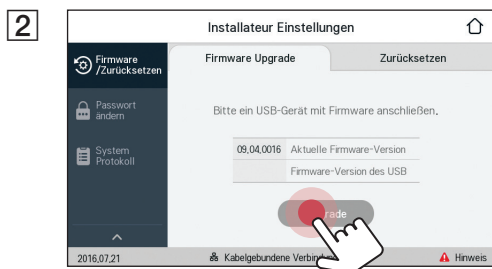 2
Installateur Einstellungen
Firmware
/Zurücksetzen
Firmware Upgrade
Zurücksetzen
Passwort
ändern
Bitte ein USB-Gerät mit Firmware anschließen.
System
Protokoll
09.04.0016 Aktuelle Firmware-Version
Firmware-Version des USB
rade
2016.07.21
Kabelgebundene
Hinweis